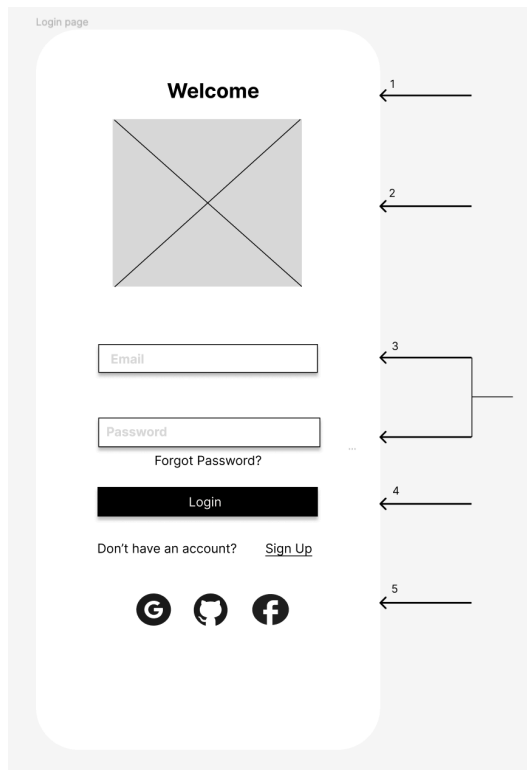 Login page
Welcome
1
2
Email
3
Password
...
Forgot Password?
Login
4
Don't have an account? Sign Up
5
G
f